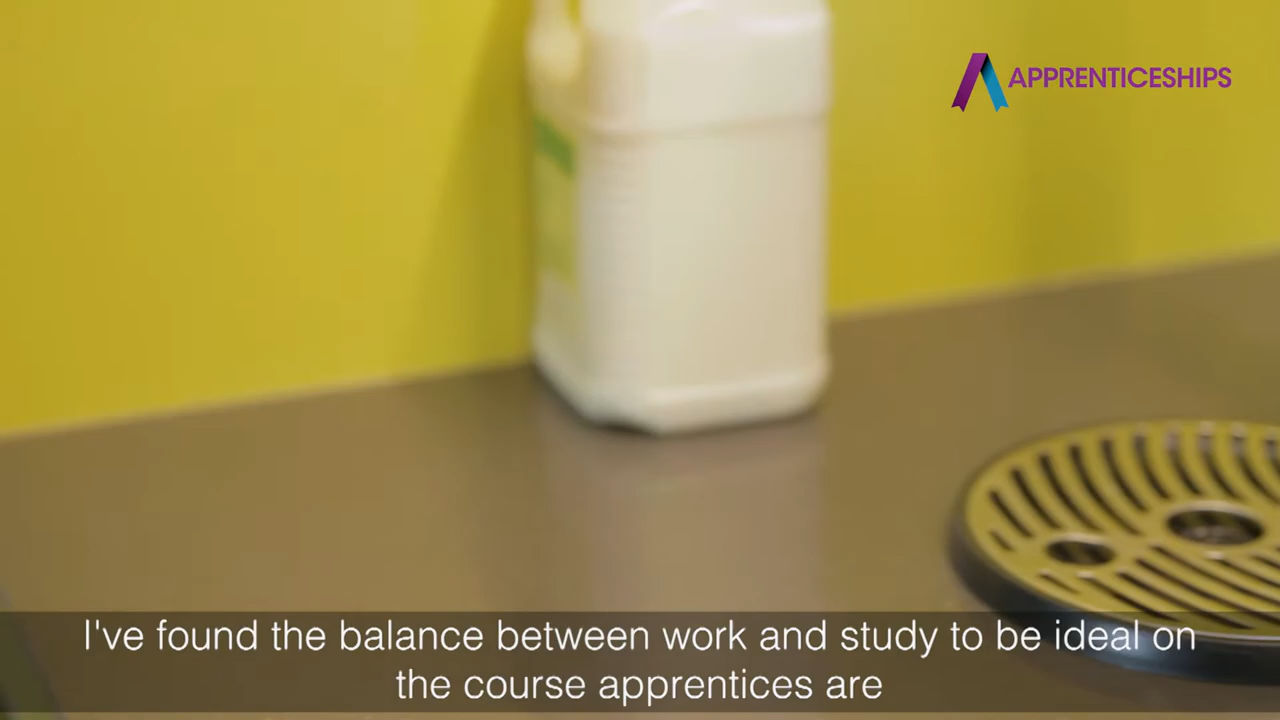 APPRENTICESHIPS
I've found the balance between work and study to be ideal on
the course apprentices are